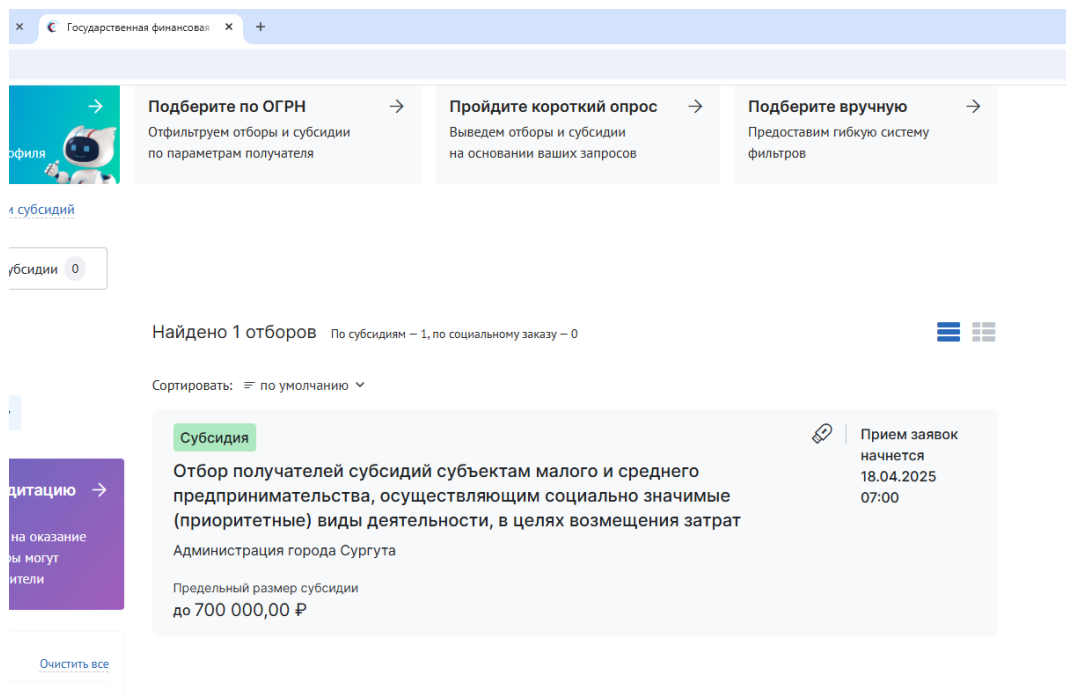 Государственная финансовая
Подберите по ОГРН
Отфильтруем отборы и субсидии
по параметрам получателя
Пройдите короткий опрос
Выведем отборы и субсидии
на основании ваших запросов
Подберите вручную
Предоставим гибкую систему
фильтров
офиля
и субсидий
убсидии 0
Найдено 1 отборов По субсидиям – 1, по социальному заказу – 0
Сортировать: по умолчанию
Субсидия
Отбор получателей субсидий субъектам малого и среднего
предпринимательства, осуществляющим социально значимые
(приоритетные) виды деятельности, в целях возмещения затрат
Администрация города Сургута
Предельный размер субсидии
до 700 000,00 ₽
Прием заявок
начнется
18.04.2025
07:00
дитацию
на оказание
ры могут
ители
Очистить все